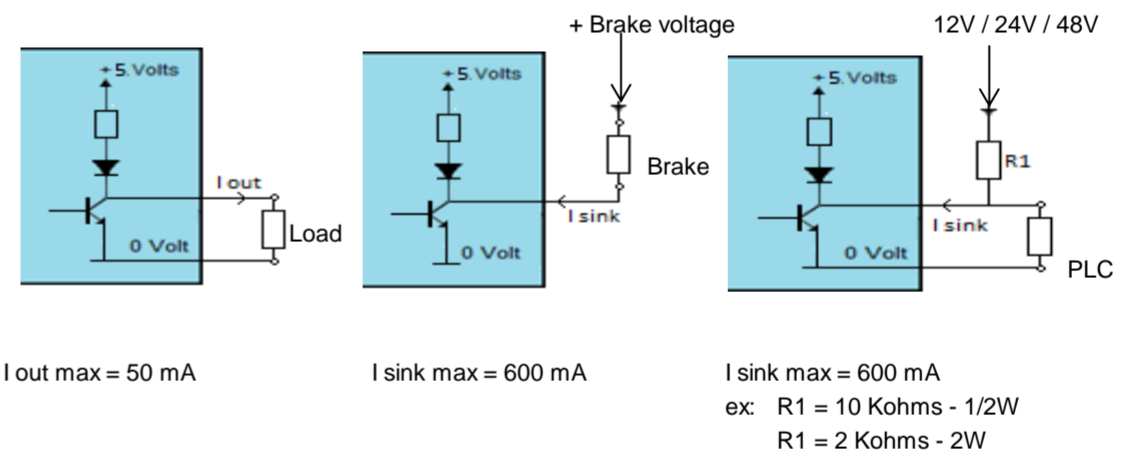 + Brake voltage
12V / 24V / 48V
+ 5.Volts
+ 5.Volts
+ 5.Volts
I out
Load
0 Volt
Brake
I sink
0 Volt
R1
I sink
0 Volt
PLC
I out max = 50 mA
I sink max = 600 mA
I sink max = 600 mA
ex: R1 = 10 Kohms - 1/2W
R1 = 2 Kohms - 2W